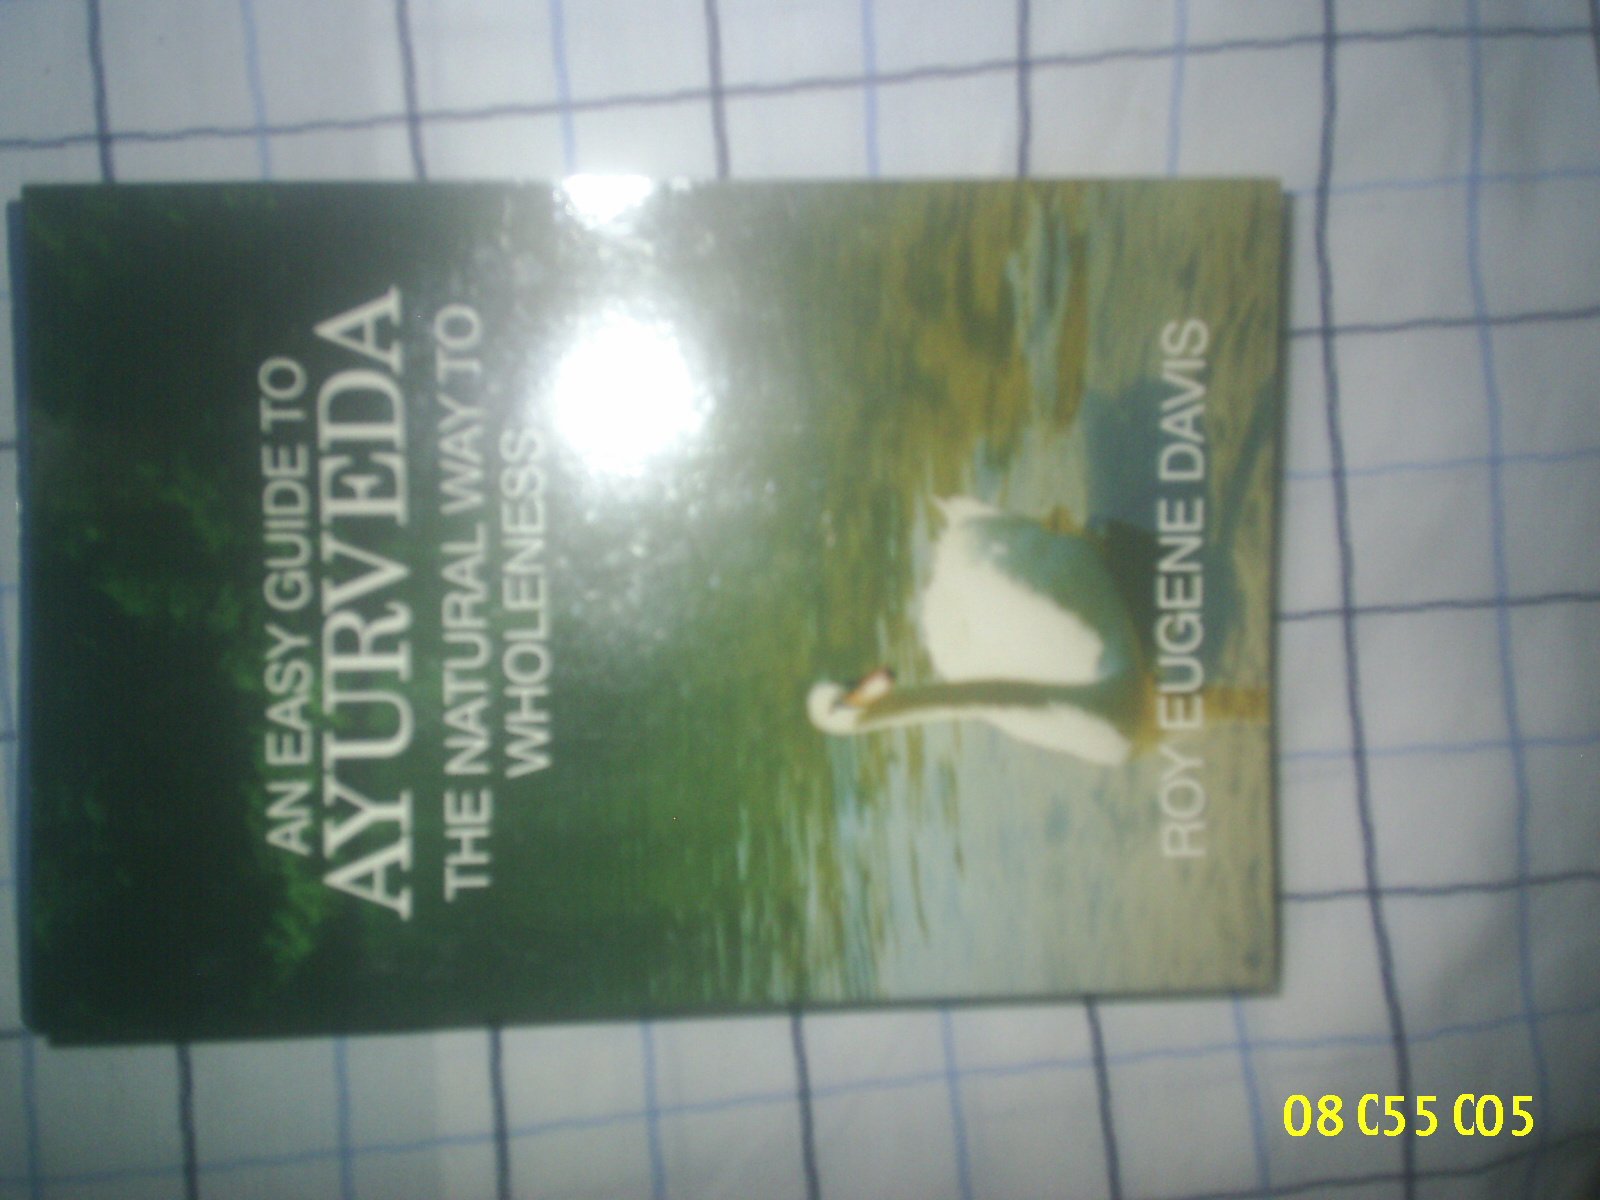 AN EASY GUIDE TO
AYURVEDA
THE NATURAL WAY TO
WHOLENESS
ROY EUGENE DAVIS
08 C55 C05